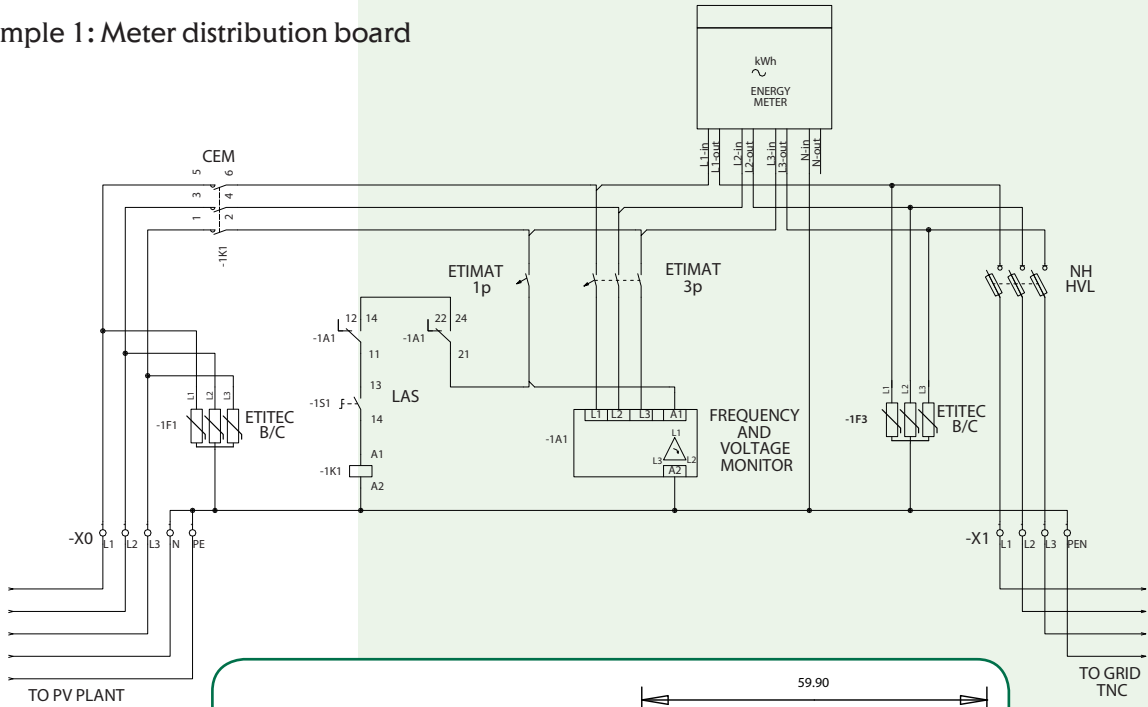 mple 1: Meter distribution board
kWh
ENERGY
METER
L1-in
L1-out
L2-in
L2-out
L3-in
L3-out
N-in
N-out
CEM
5 6
3 4
1 2
-1K1
ETIMAT
1p
ETIMAT
3p
NH
HVL
12 14
-1A1
11
22 24
-1A1
21
13
-1S1
LAS
14
A1
-1K1
A2
L1 L2 L3
-1F1
ETITEC
B/C
L1 L2 L3 A1
-1A1
L1
L3 L2
A2
FREQUENCY
AND
VOLTAGE
MONITOR
L1 L2 L3
-1F3
ETITEC
B/C
-X0 L1 L2 L3 N PE
-X1 L1 L2 L3 PEN
TO PV PLANT
TO GRID
TNC
59.90